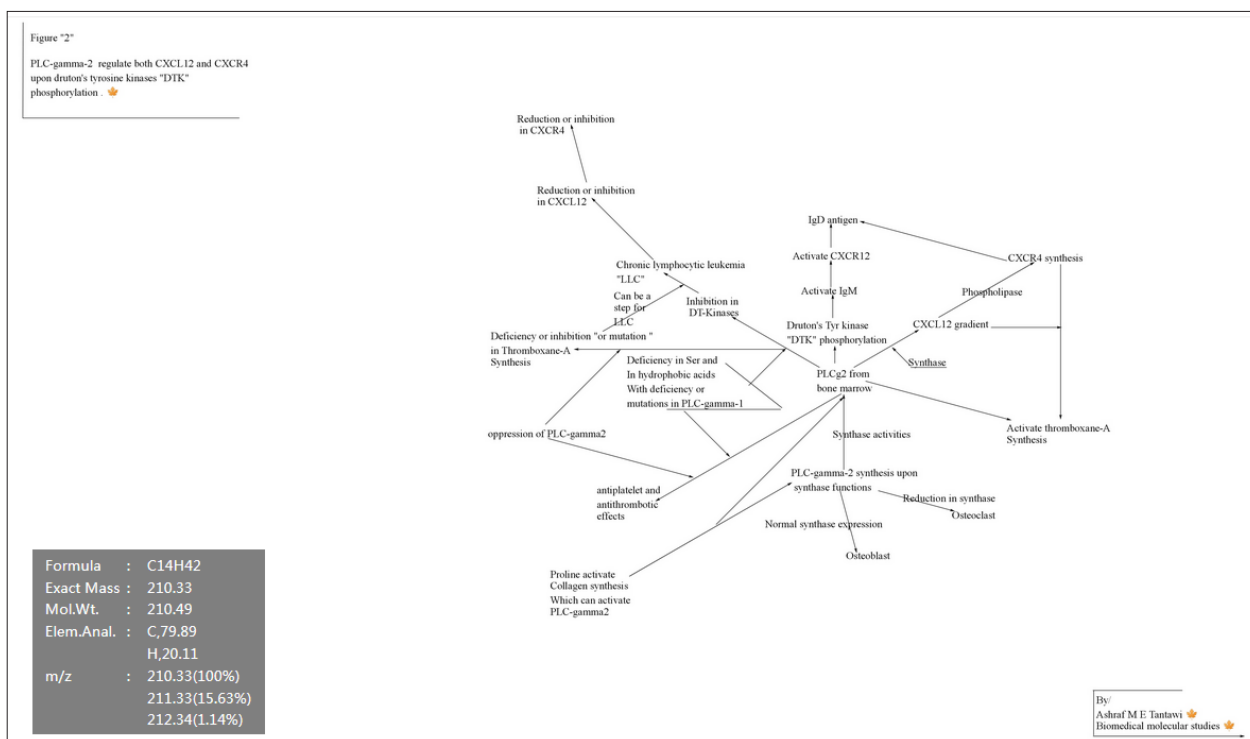 Figure "2"
PLC-gamma-2 regulate both CXCL12 and CXCR4
upon druton's tyrosine kinases "DTK"
phosphorylation .
Reduction or inhibition
in CXCR4
Reduction or inhibition
in CXCL12
IgD antigen
Activate CXCR12
CXCR4 synthesis
Chronic lymphocytic leukemia
"LLC"
Phospholipase
Activate IgM
Can be a
step for
LLC
Inhibition in
DT-Kinases
Druton's Tyr kinase
"DTK" phosphorylation
CXCL12 gradient
Deficiency or inhibition "or mutation "
in Thromboxane-A
Synthesis
Deficiency in Ser and
In hydrophobic acids
With deficiency or
mutations in PLC-gamma-1
PLCg2 from
bone marrow
Synthase
oppression of PLC-gamma2
Synthase activities
Activate thromboxane-A
Synthesis
PLC-gamma-2 synthesis upon
synthase functions
antiplatelet and
antithrombotic
effects
Reduction in synthase
Osteoclast
Normal synthase expression
Osteoblast
Proline activate
Collagen synthesis
Which can activate
PLC-gamma2
Formula : C14H42
Exact Mass : 210.33
Mol.Wt. : 210.49
Elem.Anal. : C,79.89
H,20.11
m/z : 210.33(100%)
211.33(15.63%)
212.34(1.14%)
By/
Ashraf M E Tantawi
Biomedical molecular studies